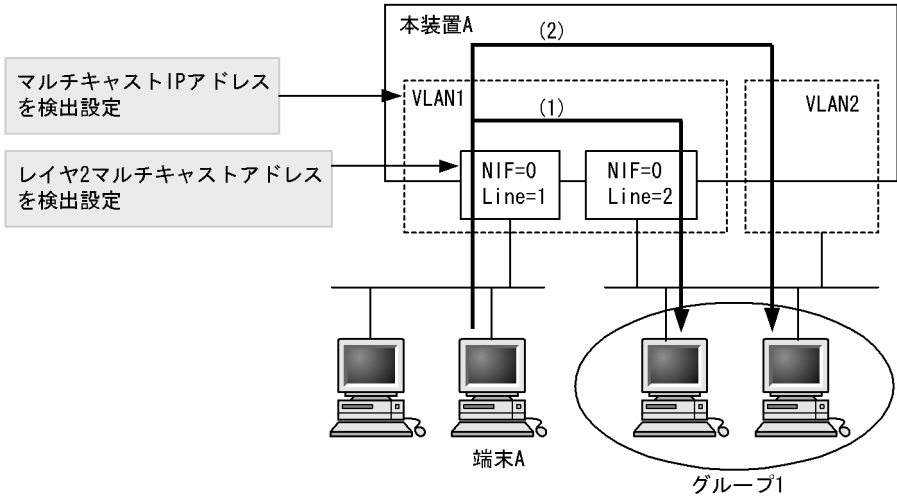 本装置A
(2)
マルチキャストIPアドレス
を検出設定
VLAN1
(1)
VLAN2
レイヤ2マルチキャストアドレス
を検出設定
NIF=0
Line=1
NIF=0
Line=2
端末A
グループ1